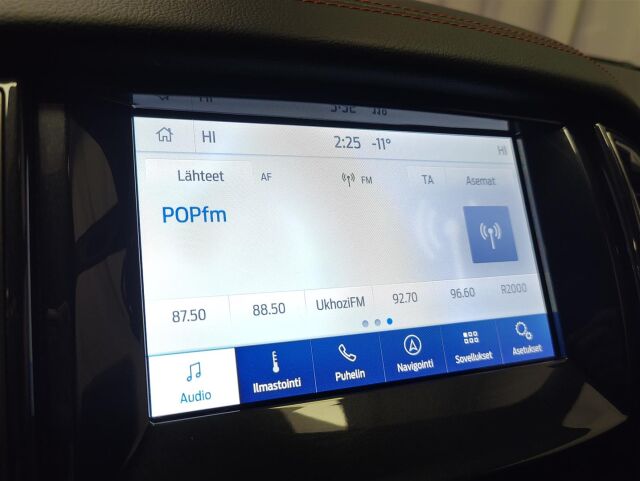 HI 2:25 -11° HI
Lähteet AF FM TA Asemat
POPfm
87.50 88.50 UkhoziFM 92.70 96.60 R2000
Audio Ilmastointi Puhelin Navigointi Sovellukset Asetukset